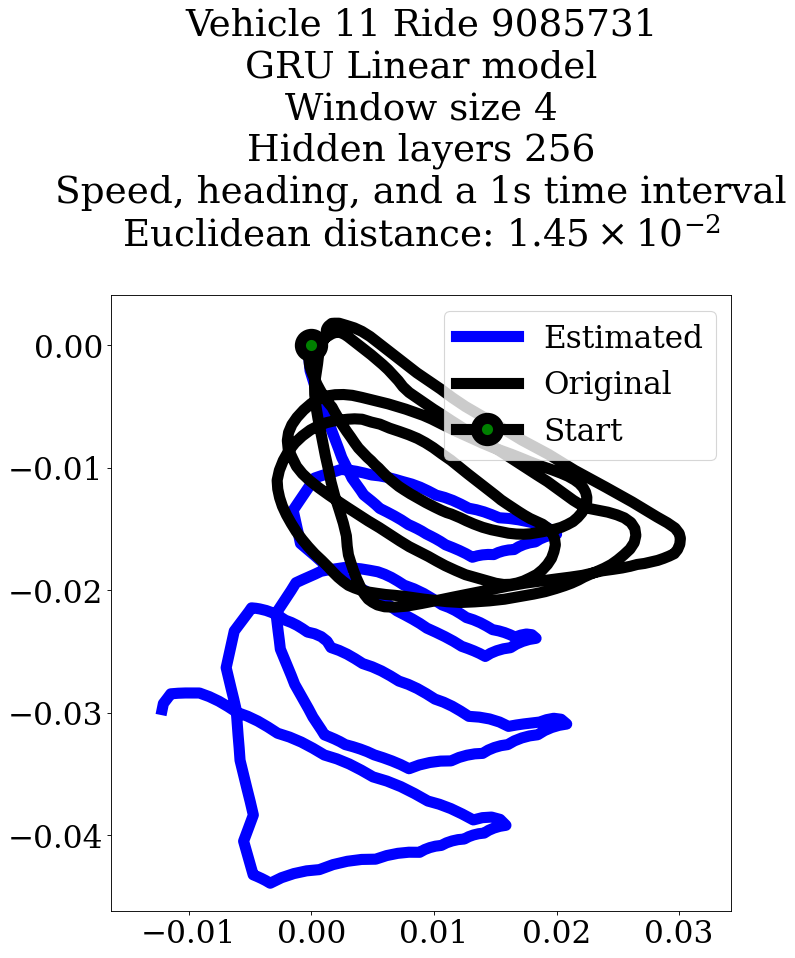 Vehicle 11 Ride 9085731
GRU Linear model
Window size 4
Hidden layers 256
Speed, heading, and a 1s time interval
Euclidean distance: 1.45 × 10⁻²
Estimated
Original
Start
0.00
−0.01
−0.02
−0.03
−0.04
−0.01 0.00 0.01 0.02 0.03